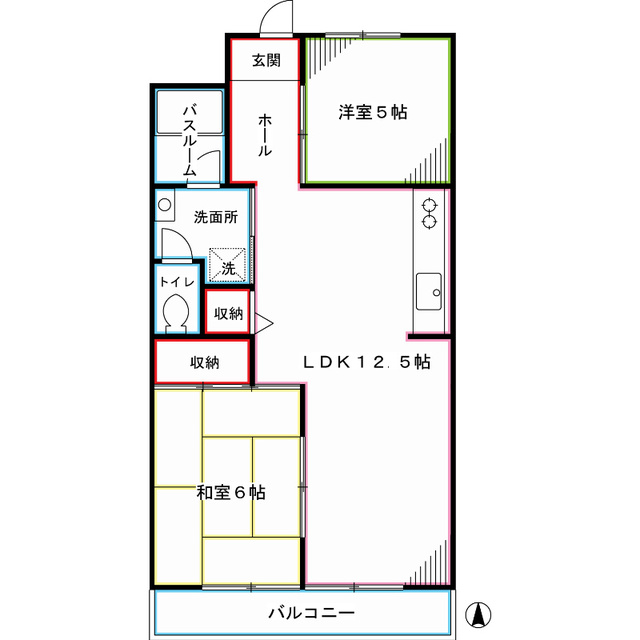 玄関
洋室５帖
ホール
バスルーム
洗面所
洗
トイレ
収納
収納
ＬＤＫ１２.５帖
和室６帖
バルコニー